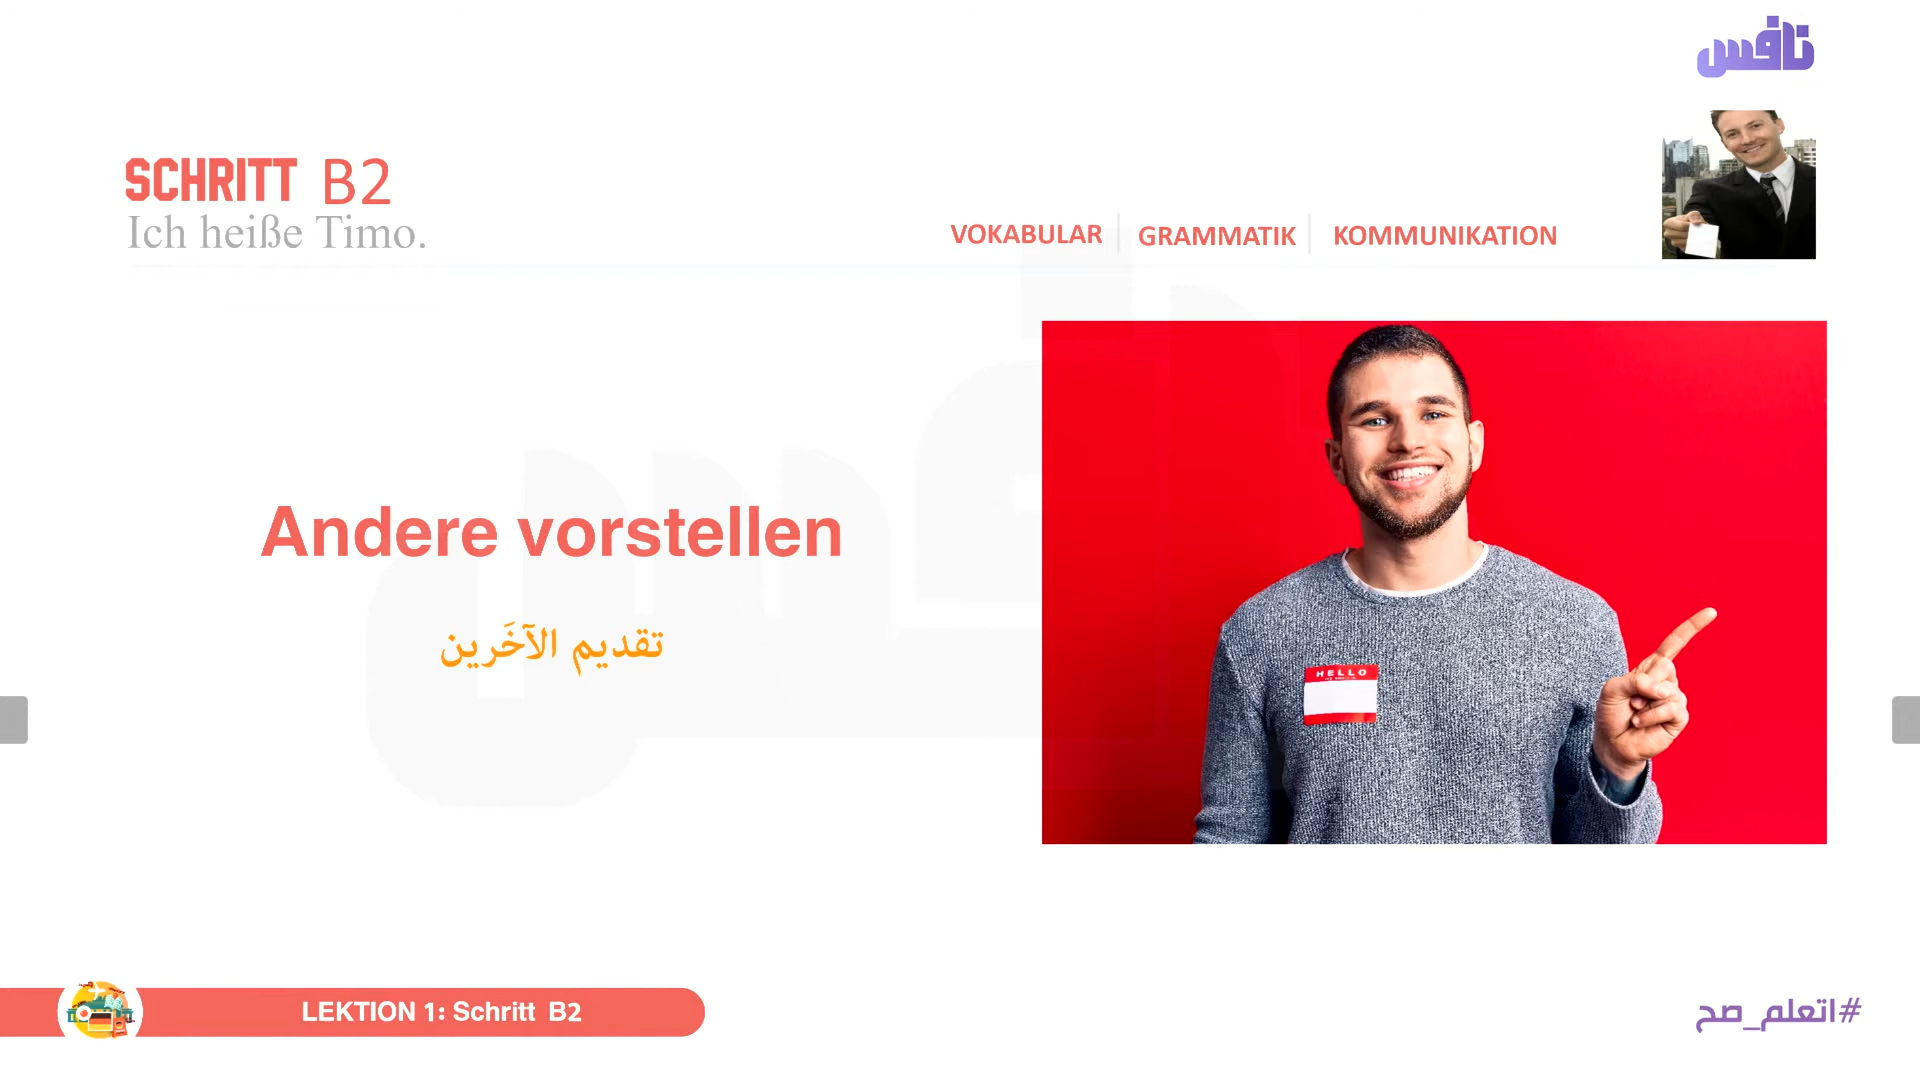 نافس
SCHRITT B2
Ich heiße Timo.
VOKABULAR
GRAMMATIK
KOMMUNIKATION
Andere vorstellen
تقديم الآخَرين
HELLO
LEKTION 1: Schritt B2
#اتعلم_صح